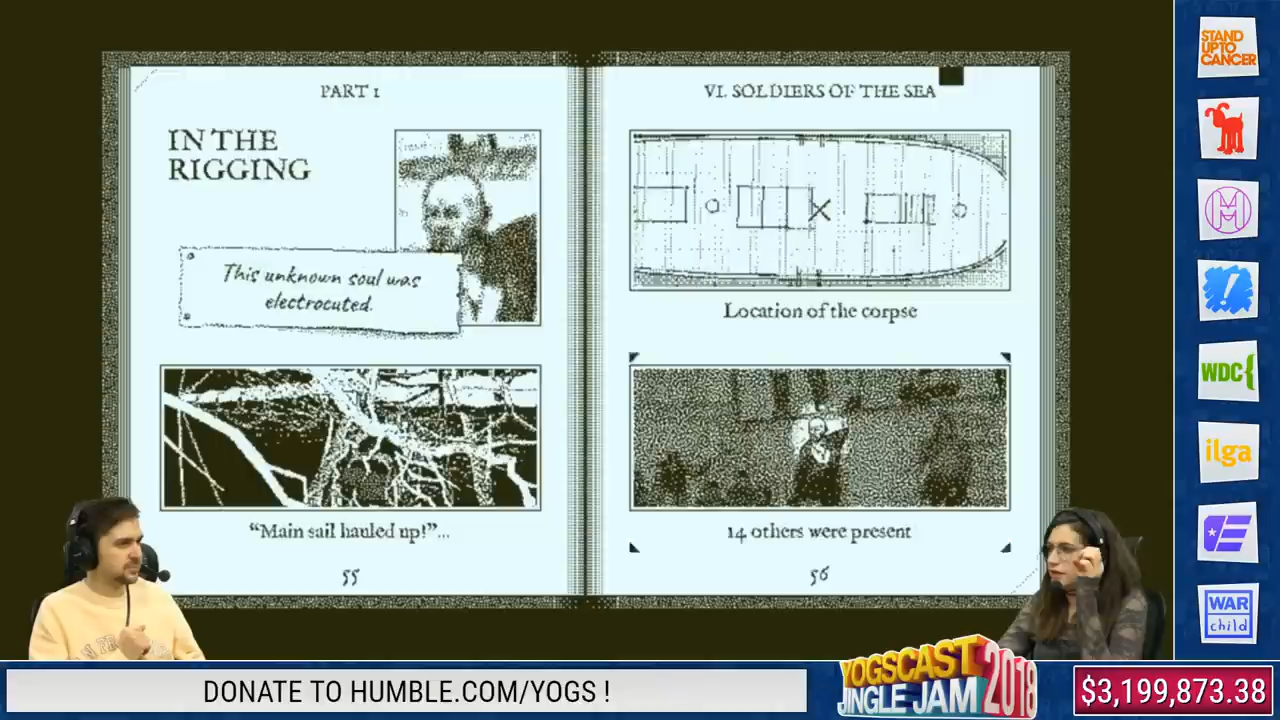 PART 1
IN THE
RIGGING
This unknown soul was
electrocuted.
"Main sail hauled up!"...
55
VI. SOLDIERS OF THE SEA
Location of the corpse
14 others were present
56
STAND
UP TO
CANCER
WDC
ilga
WAR
child
DONATE TO HUMBLE.COM/YOGS !
YOGSCAST
JINGLE JAM 2018
$3,199,873.38